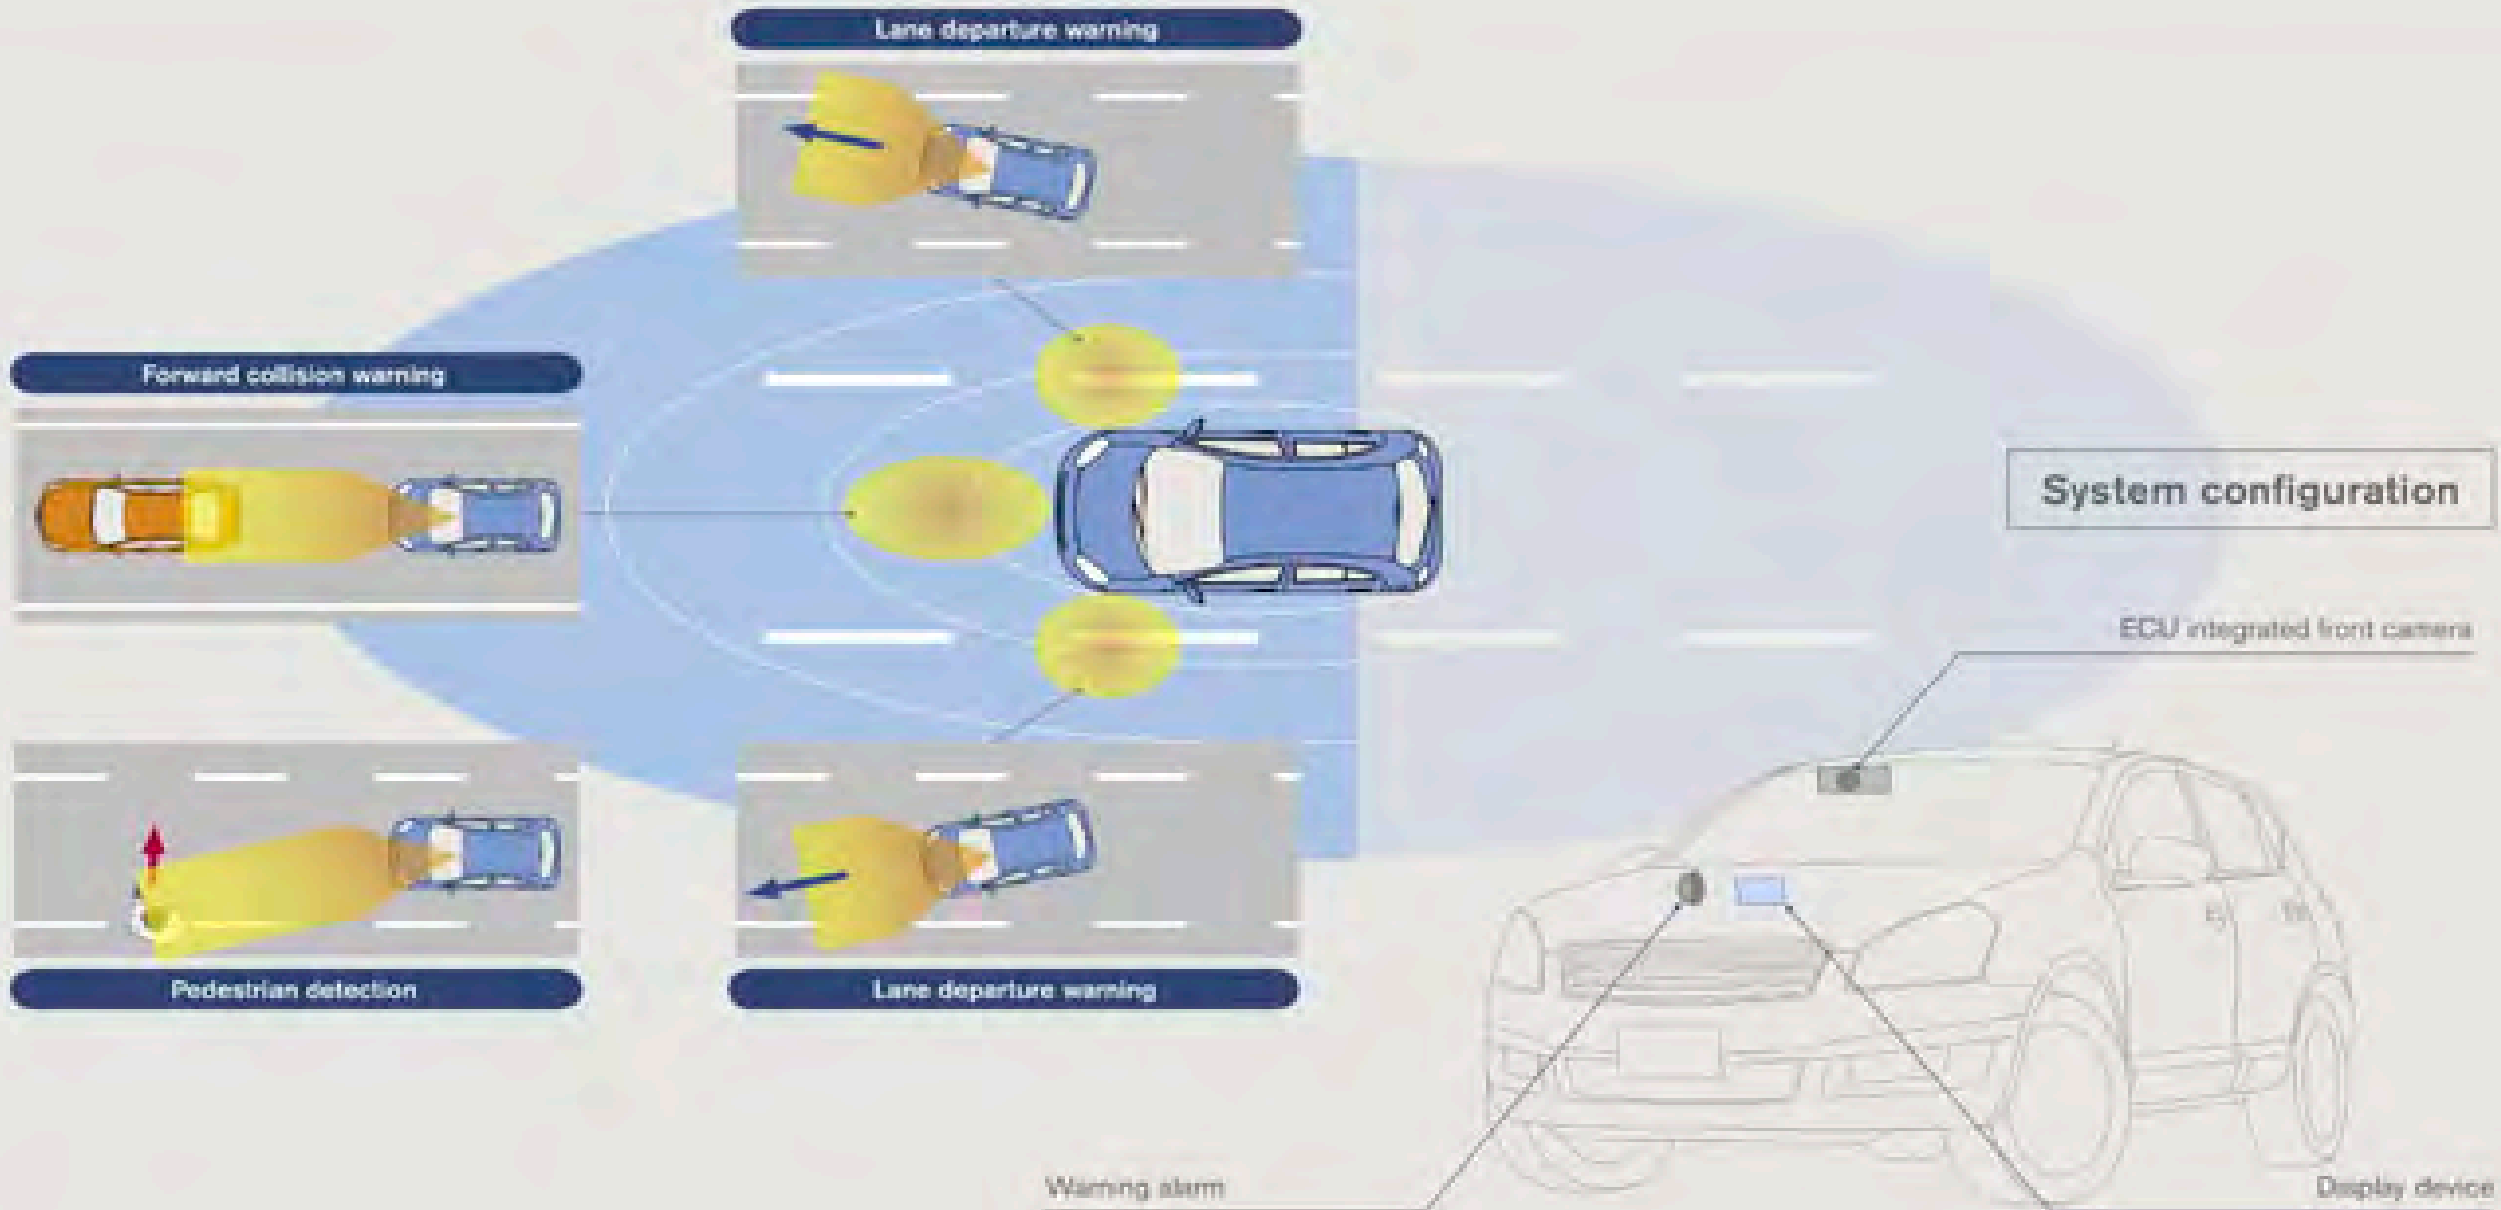 Lane departure warning
Forward collision warning
System configuration
ECU integrated front camera
Pedestrian detection
Lane departure warning
Warning alarm
Display device